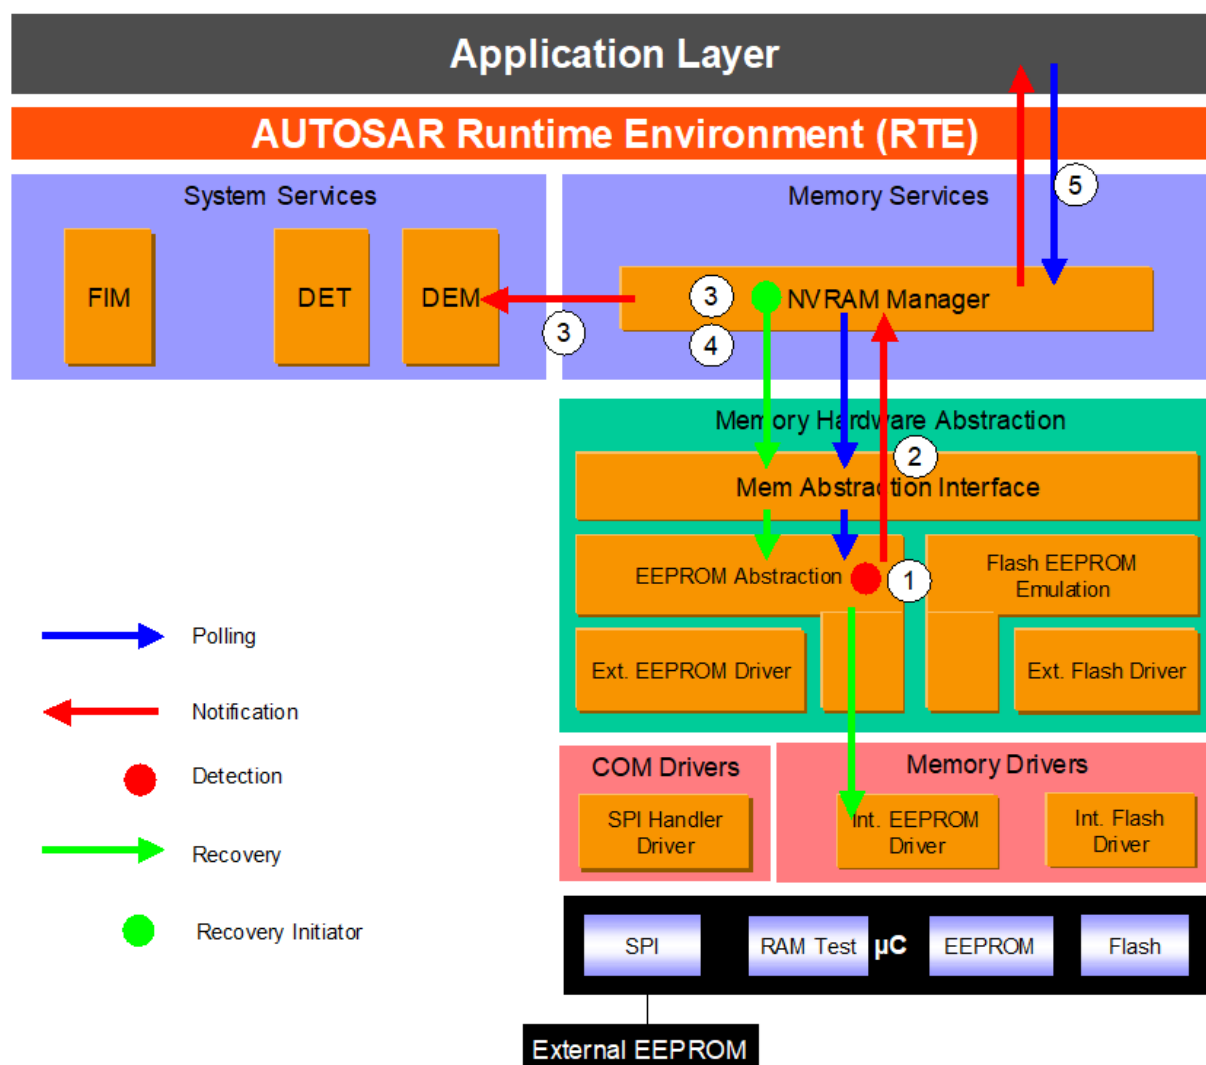 Application Layer
AUTOSAR Runtime Environment (RTE)
System Services
Memory Services
5
FIM
DET
DEM
3
3
NVRAM Manager
4
Memory Hardware Abstraction
2
Mem Abstraction Interface
EEPROM Abstraction
1
Flash EEPROM
Emulation
Ext. EEPROM Driver
Ext. Flash Driver
Polling
Notification
Detection
Recovery
Recovery Initiator
COM Drivers
Memory Drivers
SPI Handler
Driver
Int. EEPROM
Driver
Int. Flash
Driver
SPI
RAM Test
µC
EEPROM
Flash
External EEPROM